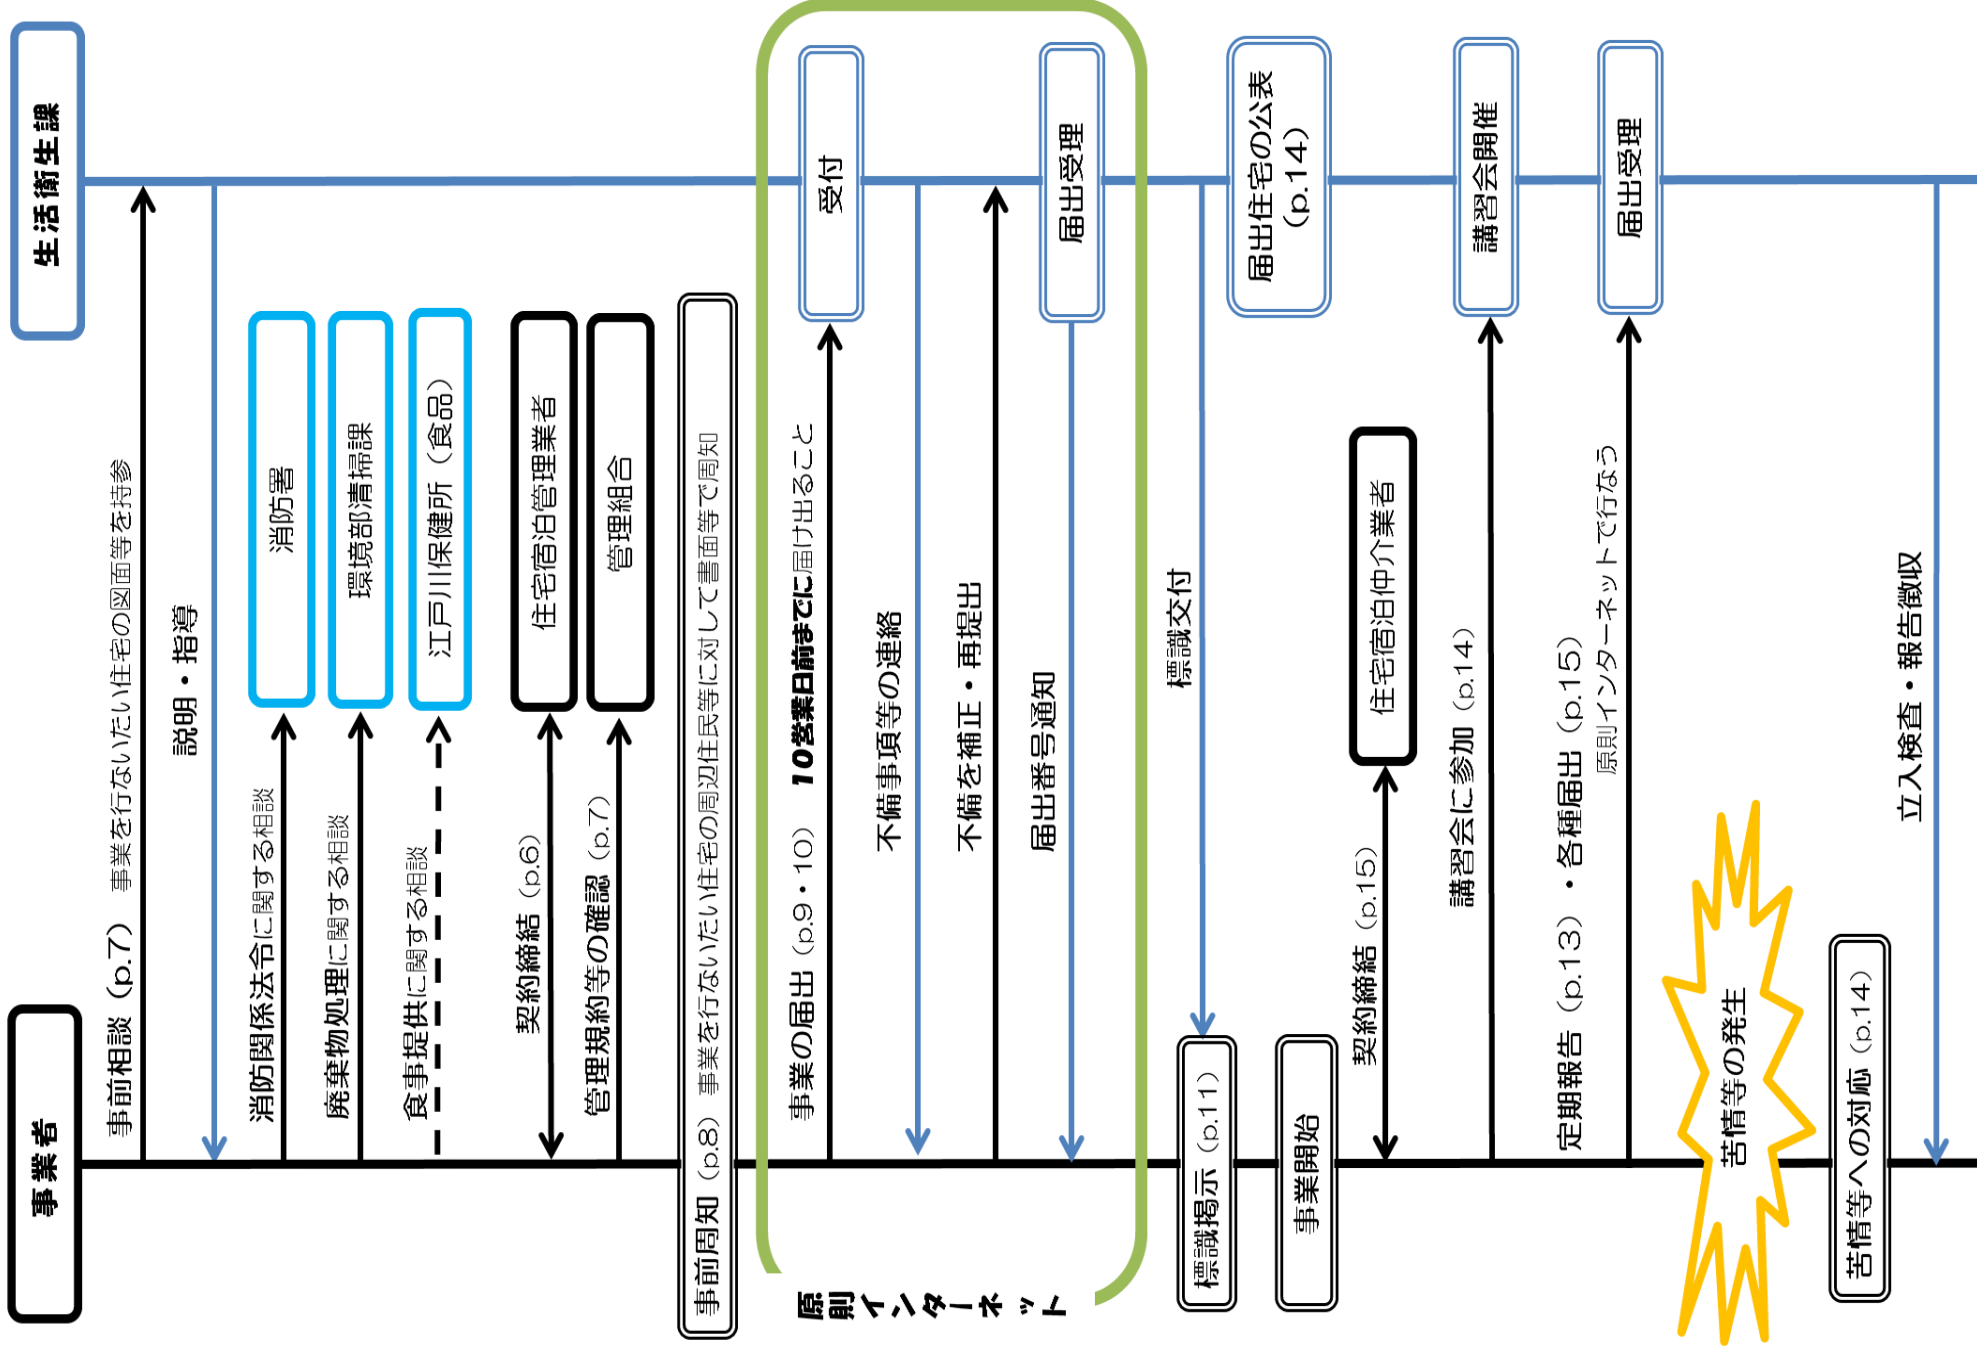 事業者
生活衛生課
事前相談（p.7）　事業を行ないたい住宅の図面等を持参
説明・指導
消防関係法令に関する相談
消防署
廃棄物処理に関する相談
環境部清掃課
食事提供に関する相談
江戸川保健所（食品）
契約締結（p.6）
住宅宿泊管理業者
管理規約等の確認（p.7）
管理組合
事前周知（p.8）事業を行ないたい住宅の周辺住民等に対して書面等で周知
原則インターネット
事業の届出（p.9・10）　10営業日前までに届け出ること
受付
不備事項等の連絡
不備を補正・再提出
届出番号通知
届出受理
標識交付
標識掲示（p.11）
届出住宅の公表
（p.14）
事業開始
契約締結（p.15）
住宅宿泊仲介業者
講習会に参加（p.14）
講習会開催
定期報告（p.13）・各種届出（p.15）
原則インターネットで行なう
届出受理
苦情等の発生
苦情等への対応（p.14）
立入検査・報告徴収